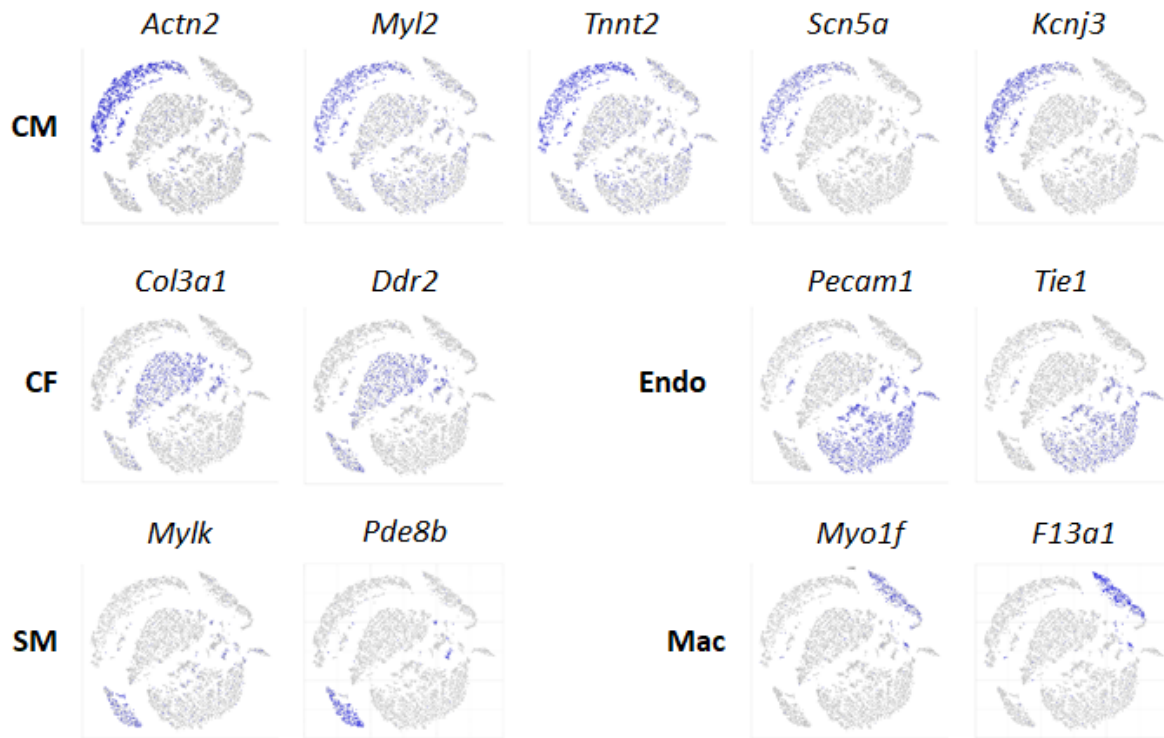 Actn2 Myl2 Tnnt2 Scn5a Kcnj3
CM
Col3a1 Ddr2 Pecam1 Tie1
CF Endo
Mylk Pde8b Myo1f F13a1
SM Mac